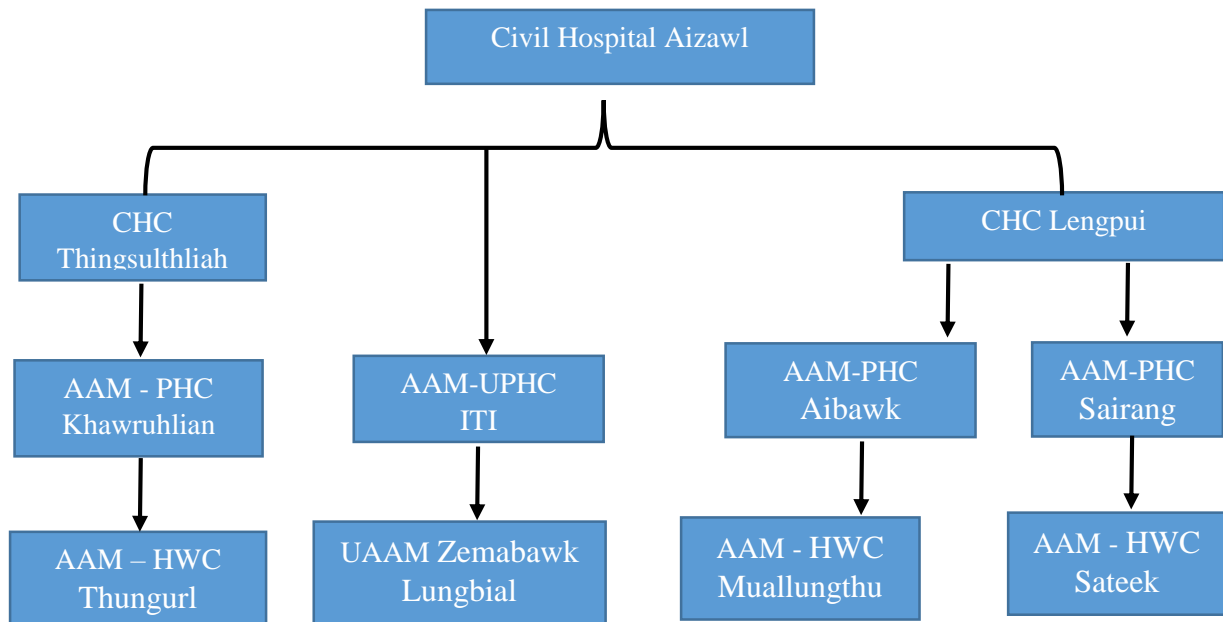 Civil Hospital Aizawl
CHC
Thingsulthliah
CHC Lengpui
AAM - PHC
Khawruhlian
AAM-UPHC
ITI
AAM-PHC
Aibawk
AAM-PHC
Sairang
AAM – HWC
Thungurl
UAAM Zemabawk
Lungbial
AAM - HWC
Muallungthu
AAM - HWC
Sateek